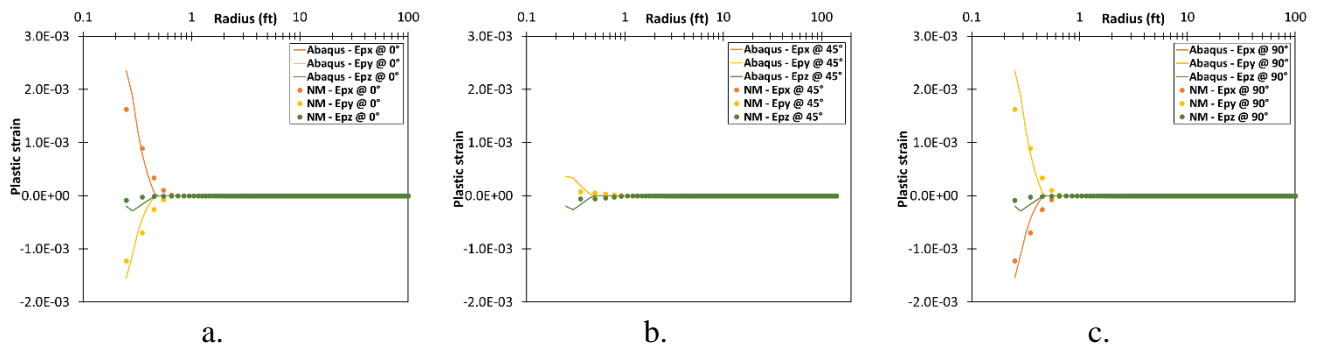 Radius (ft)
0.1 1 10 100
3.0E-03
2.0E-03
1.0E-03
0.0E+00
-1.0E-03
-2.0E-03
Plastic strain
Abaqus - Epx @ 0°
Abaqus - Epy @ 0°
Abaqus - Epz @ 0°
NM - Epx @ 0°
NM - Epy @ 0°
NM - Epz @ 0°
a.
Radius (ft)
0.1 1 10 100
3.0E-03
2.0E-03
1.0E-03
0.0E+00
-1.0E-03
-2.0E-03
Plastic strain
Abaqus - Epx @ 45°
Abaqus - Epy @ 45°
Abaqus - Epz @ 45°
NM - Epx @ 45°
NM - Epy @ 45°
NM - Epz @ 45°
b.
Radius (ft)
0.1 1 10 100
3.0E-03
2.0E-03
1.0E-03
0.0E+00
-1.0E-03
-2.0E-03
Plastic strain
Abaqus - Epx @ 90°
Abaqus - Epy @ 90°
Abaqus - Epz @ 90°
NM - Epx @ 90°
NM - Epy @ 90°
NM - Epz @ 90°
c.